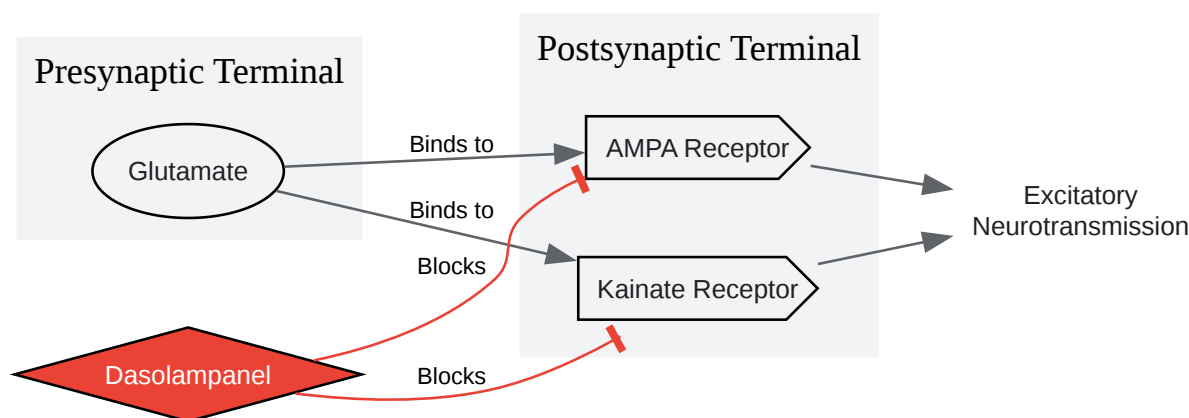 Presynaptic Terminal
Postsynaptic Terminal
Glutamate
Binds to
AMPA Receptor
Binds to
Excitatory
Neurotransmission
Blocks
Kainate Receptor
Dasolampanel
Blocks